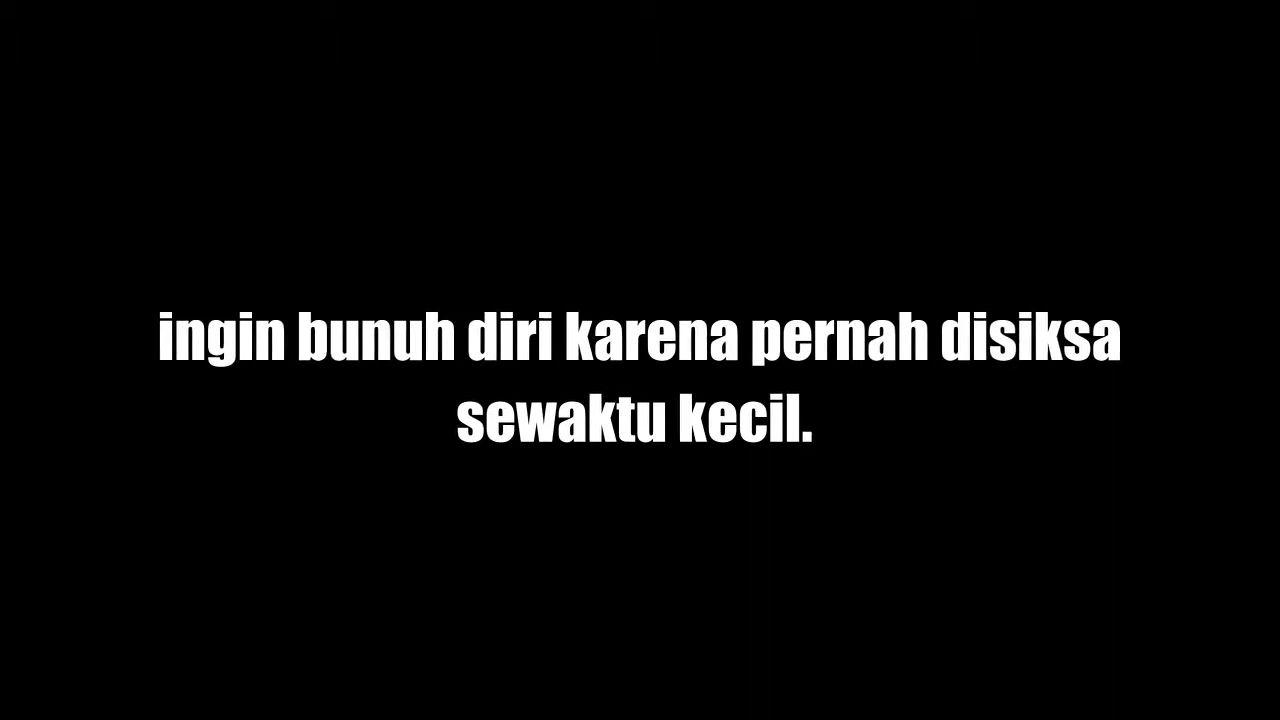 ingin bunuh diri karena pernah disiksa
sewaktu kecil.